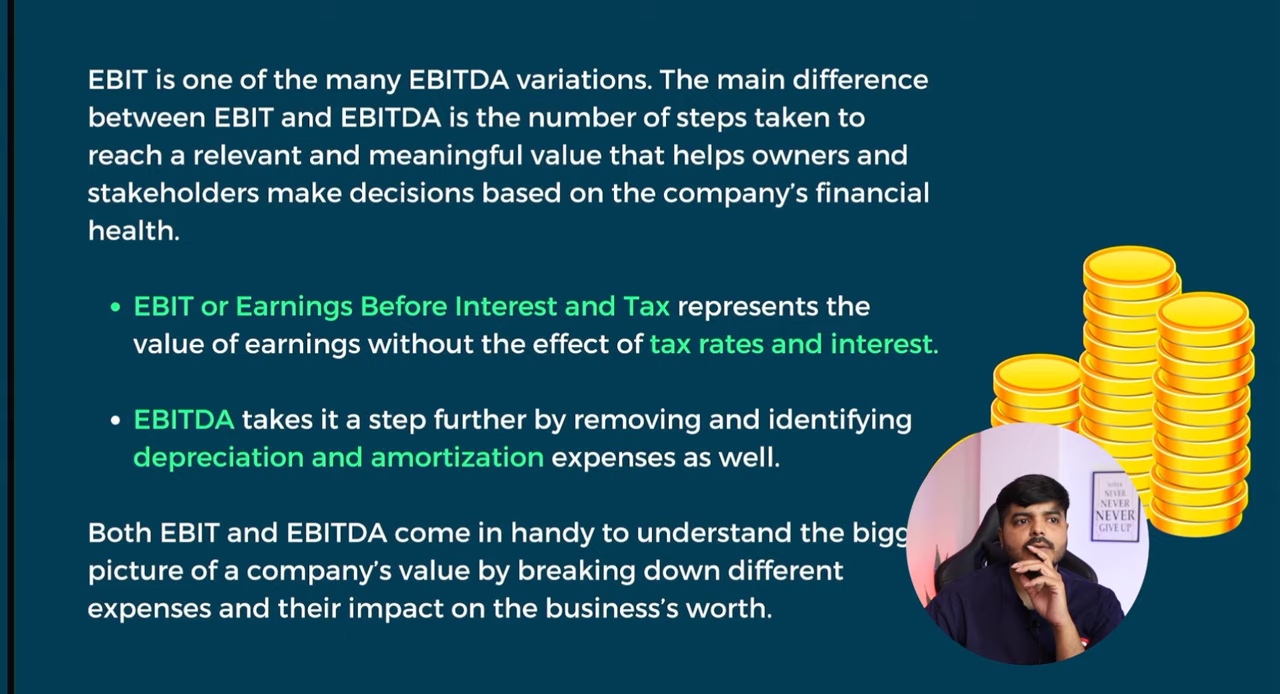 EBIT is one of the many EBITDA variations. The main difference
between EBIT and EBITDA is the number of steps taken to
reach a relevant and meaningful value that helps owners and
stakeholders make decisions based on the company's financial
health.
• EBIT or Earnings Before Interest and Tax represents the
value of earnings without the effect of tax rates and interest.
• EBITDA takes it a step further by removing and identifying
depreciation and amortization expenses as well.
Both EBIT and EBITDA come in handy to understand the bigg
picture of a company's value by breaking down different
expenses and their impact on the business's worth.
NEVER
NEVER
NEVER
GIVE UP